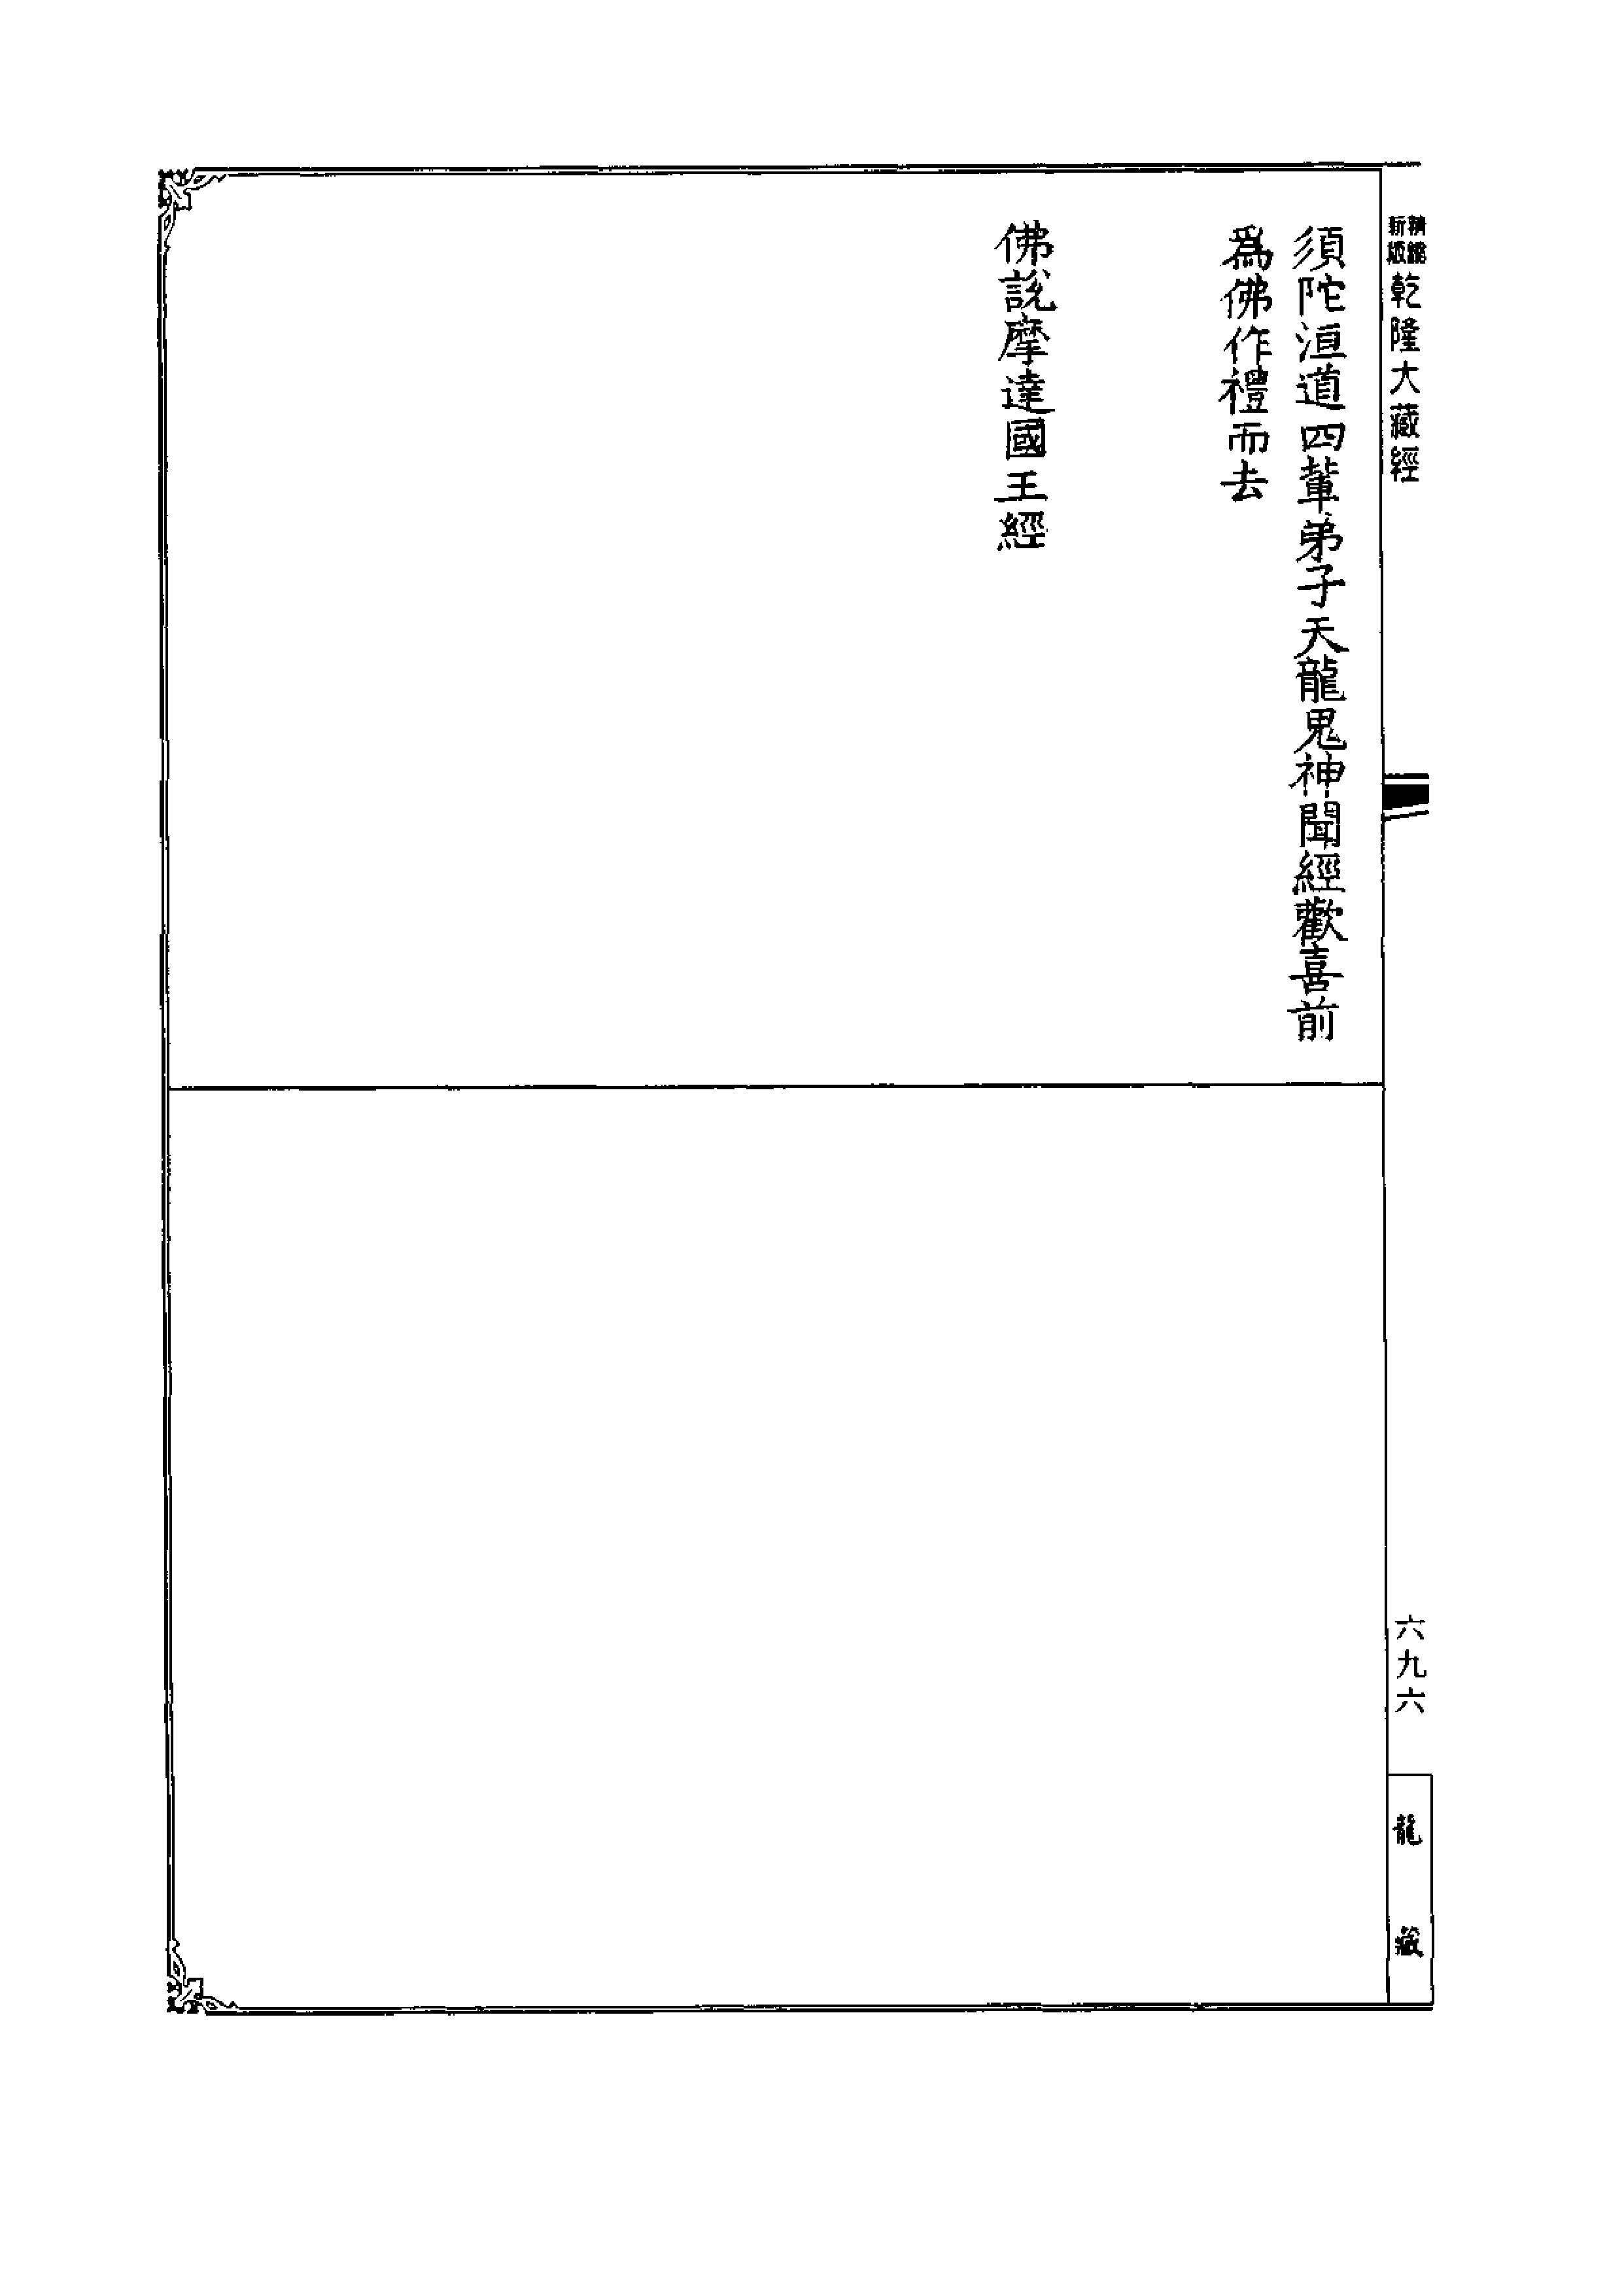 精縮新版乾隆大藏經
須陀洹道四輩弟子天龍鬼神聞經歡喜前
爲佛作禮而去
佛說摩達國王經
六九六
龍藏